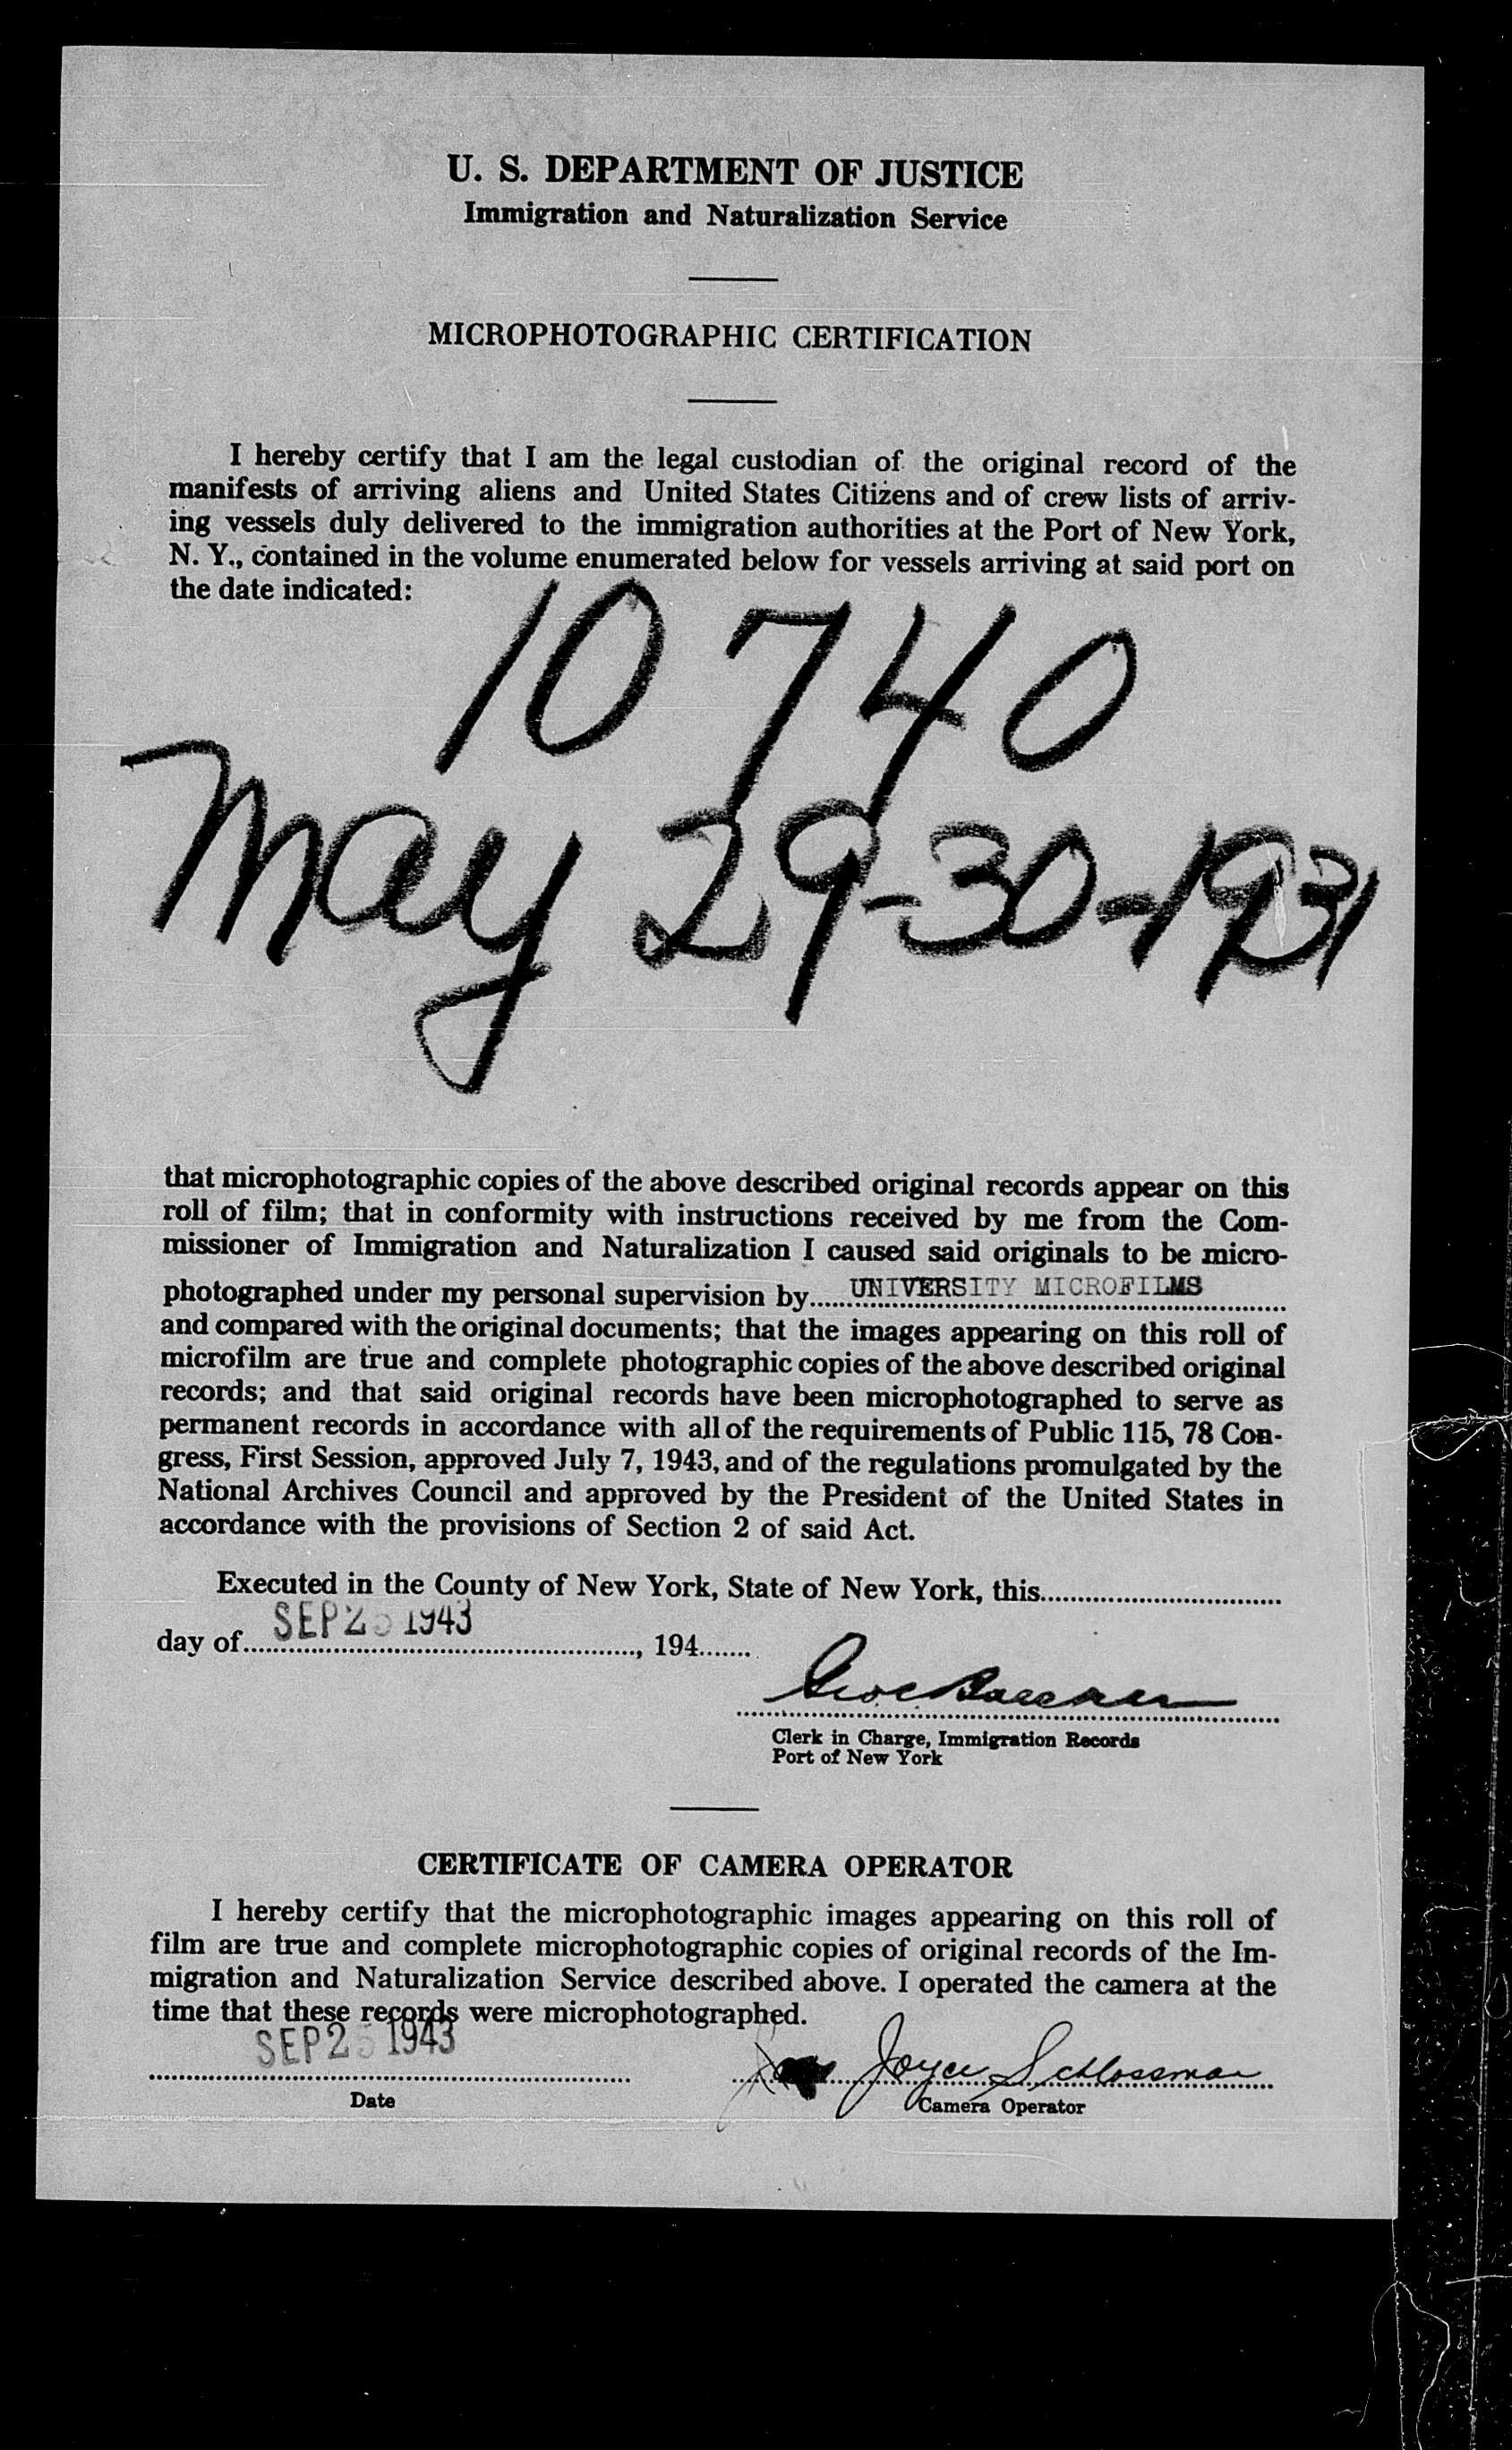 U. S. DEPARTMENT OF JUSTICE
Immigration and Naturalization Service
MICROPHOTOGRAPHIC CERTIFICATION
I hereby certify that I am the legal custodian of the original record of the
manifests of arriving aliens and United States Citizens and of crew lists of arriv-
ing vessels duly delivered to the immigration authorities at the Port of New York,
N. Y., contained in the volume enumerated below for vessels arriving at said port on
the date indicated:
10740
May 29-30-1931
that microphotographic copies of the above described original records appear on this
roll of film; that in conformity with instructions received by me from the Com-
missioner of Immigration and Naturalization I caused said originals to be micro-
photographed under my personal supervision by UNIVERSITY MICROFILMS
and compared with the original documents; that the images appearing on this roll of
microfilm are true and complete photographic copies of the above described original
records; and that said original records have been microphotographed to serve as
permanent records in accordance with all of the requirements of Public 115, 78 Con-
gress, First Session, approved July 7, 1943, and of the regulations promulgated by the
National Archives Council and approved by the President of the United States in
accordance with the provisions of Section 2 of said Act.
Executed in the County of New York, State of New York, this
day of SEP 25 1943, 194
Clerk in Charge, Immigration Records
Port of New York
CERTIFICATE OF CAMERA OPERATOR
I hereby certify that the microphotographic images appearing on this roll of
film are true and complete microphotographic copies of original records of the Im-
migration and Naturalization Service described above. I operated the camera at the
time that these records were microphotographed.
SEP 25 1943
Joyce Schlossman
Date
Camera Operator